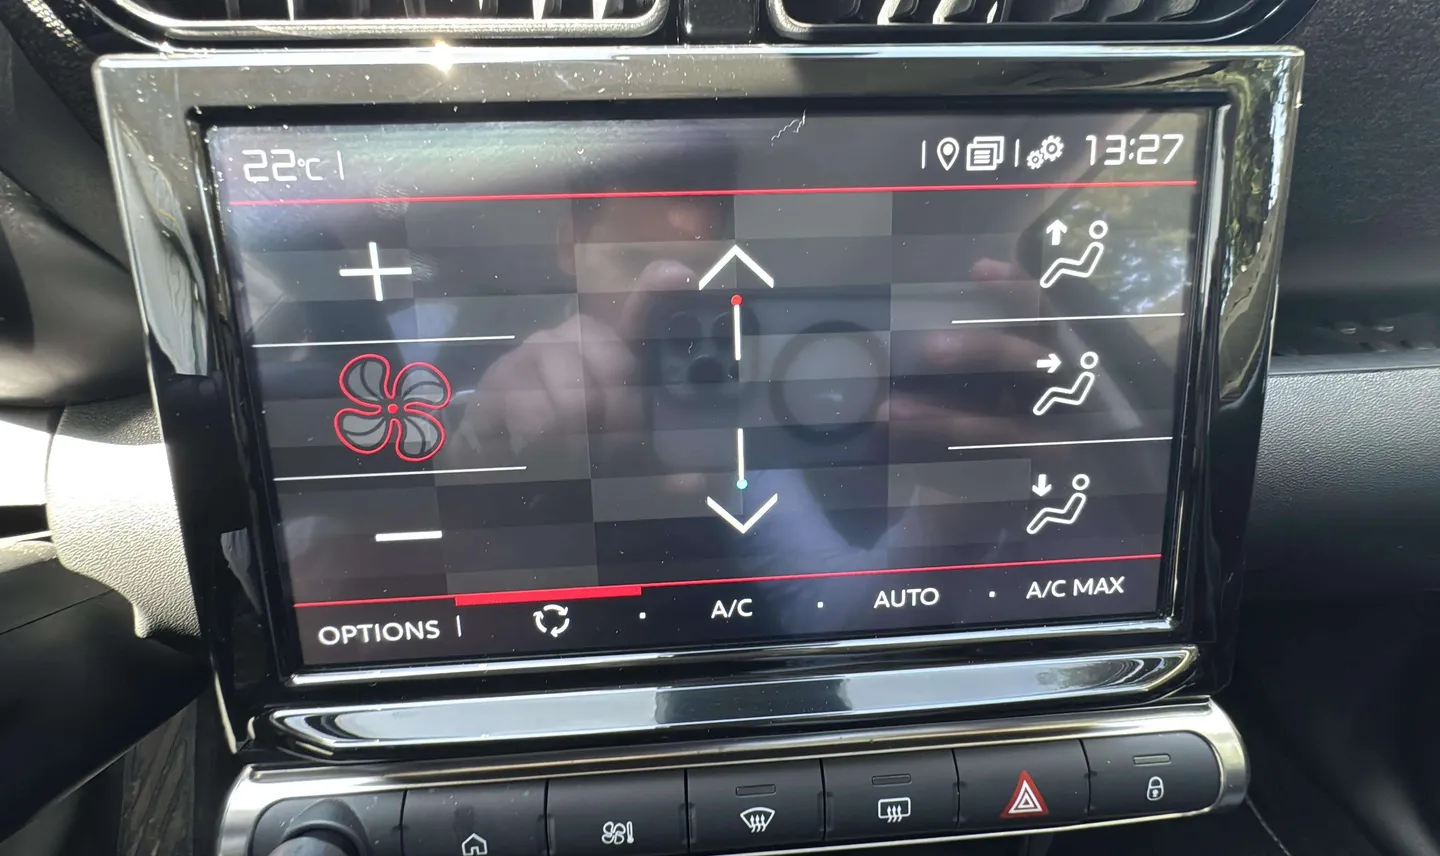 22°C
13:27
OPTIONS A/C AUTO A/C MAX